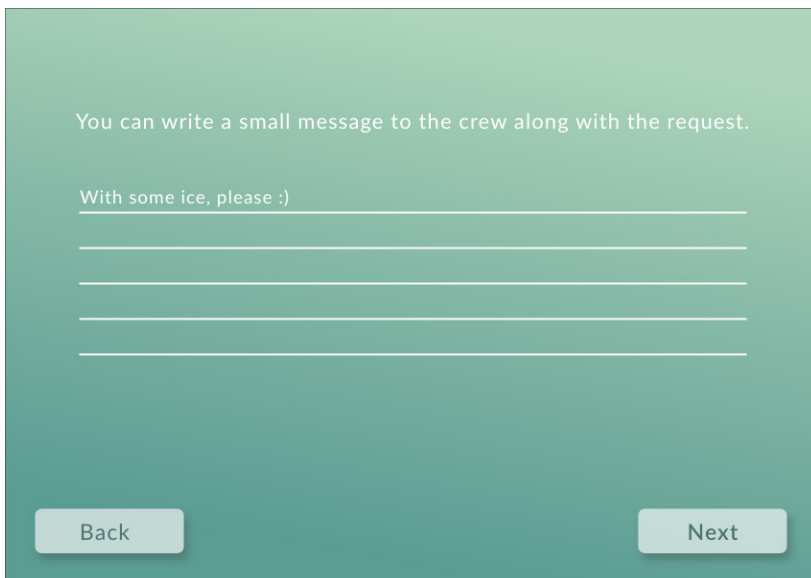 You can write a small message to the crew along with the request.
With some ice, please :)
Back
Next